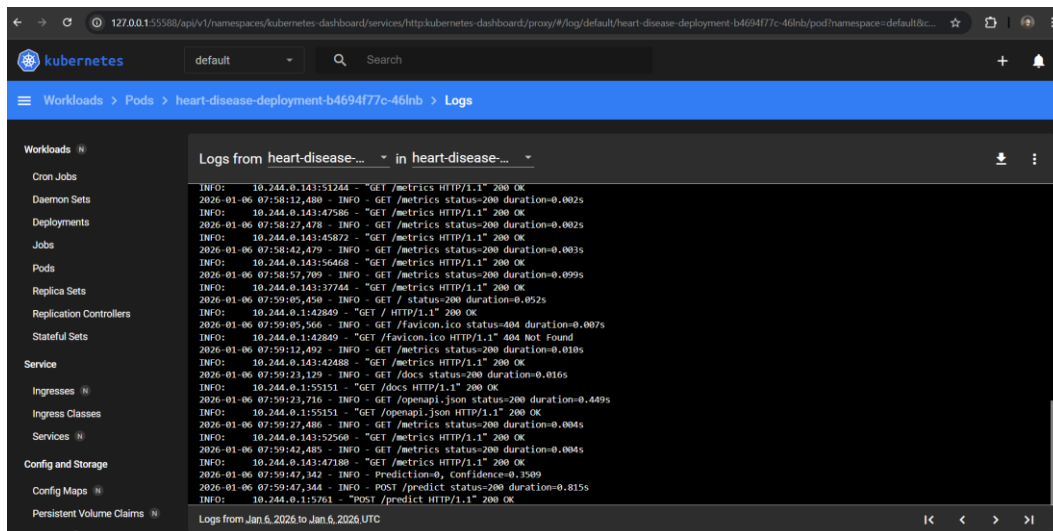 127.0.0.1:55588/api/v1/namespaces/kubernetes-dashboard/services/http:kubernetes-dashboard:/proxy/#/log/default/heart-disease-deployment-b4694f77c-46lnb/pod?namespace=default&c...
kubernetes
default
Search
Workloads > Pods > heart-disease-deployment-b4694f77c-46lnb > Logs
Workloads N
Cron Jobs
Daemon Sets
Deployments
Jobs
Pods
Replica Sets
Replication Controllers
Stateful Sets
Service
Ingresses N
Ingress Classes
Services N
Config and Storage
Config Maps N
Persistent Volume Claims N
Logs from heart-disease-... in heart-disease-...
INFO: 10.244.0.143:51244 - "GET /metrics HTTP/1.1" 200 OK
2026-01-06 07:58:12,480 - INFO - GET /metrics status=200 duration=0.002s
INFO: 10.244.0.143:47586 - "GET /metrics HTTP/1.1" 200 OK
2026-01-06 07:58:27,478 - INFO - GET /metrics status=200 duration=0.002s
INFO: 10.244.0.143:45872 - "GET /metrics HTTP/1.1" 200 OK
2026-01-06 07:58:42,479 - INFO - GET /metrics status=200 duration=0.003s
INFO: 10.244.0.143:56468 - "GET /metrics HTTP/1.1" 200 OK
2026-01-06 07:58:57,709 - INFO - GET /metrics status=200 duration=0.099s
INFO: 10.244.0.143:37744 - "GET /metrics HTTP/1.1" 200 OK
2026-01-06 07:59:05,450 - INFO - GET / status=200 duration=0.052s
INFO: 10.244.0.1:42849 - "GET / HTTP/1.1" 200 OK
2026-01-06 07:59:05,566 - INFO - GET /favicon.ico status=404 duration=0.007s
INFO: 10.244.0.1:42849 - "GET /favicon.ico HTTP/1.1" 404 Not Found
2026-01-06 07:59:12,492 - INFO - GET /metrics status=200 duration=0.010s
INFO: 10.244.0.143:42488 - "GET /metrics HTTP/1.1" 200 OK
2026-01-06 07:59:23,129 - INFO - GET /docs status=200 duration=0.016s
INFO: 10.244.0.1:55151 - "GET /docs HTTP/1.1" 200 OK
2026-01-06 07:59:23,716 - INFO - GET /openapi.json status=200 duration=0.449s
INFO: 10.244.0.1:55151 - "GET /openapi.json HTTP/1.1" 200 OK
2026-01-06 07:59:27,486 - INFO - GET /metrics status=200 duration=0.004s
INFO: 10.244.0.143:52560 - "GET /metrics HTTP/1.1" 200 OK
2026-01-06 07:59:42,485 - INFO - GET /metrics status=200 duration=0.004s
INFO: 10.244.0.143:47180 - "GET /metrics HTTP/1.1" 200 OK
2026-01-06 07:59:47,342 - INFO - Prediction=0, Confidence=0.3509
2026-01-06 07:59:47,344 - INFO - POST /predict status=200 duration=0.815s
INFO: 10.244.0.1:5761 - "POST /predict HTTP/1.1" 200 OK
Logs from Jan 6, 2026 to Jan 6, 2026 UTC